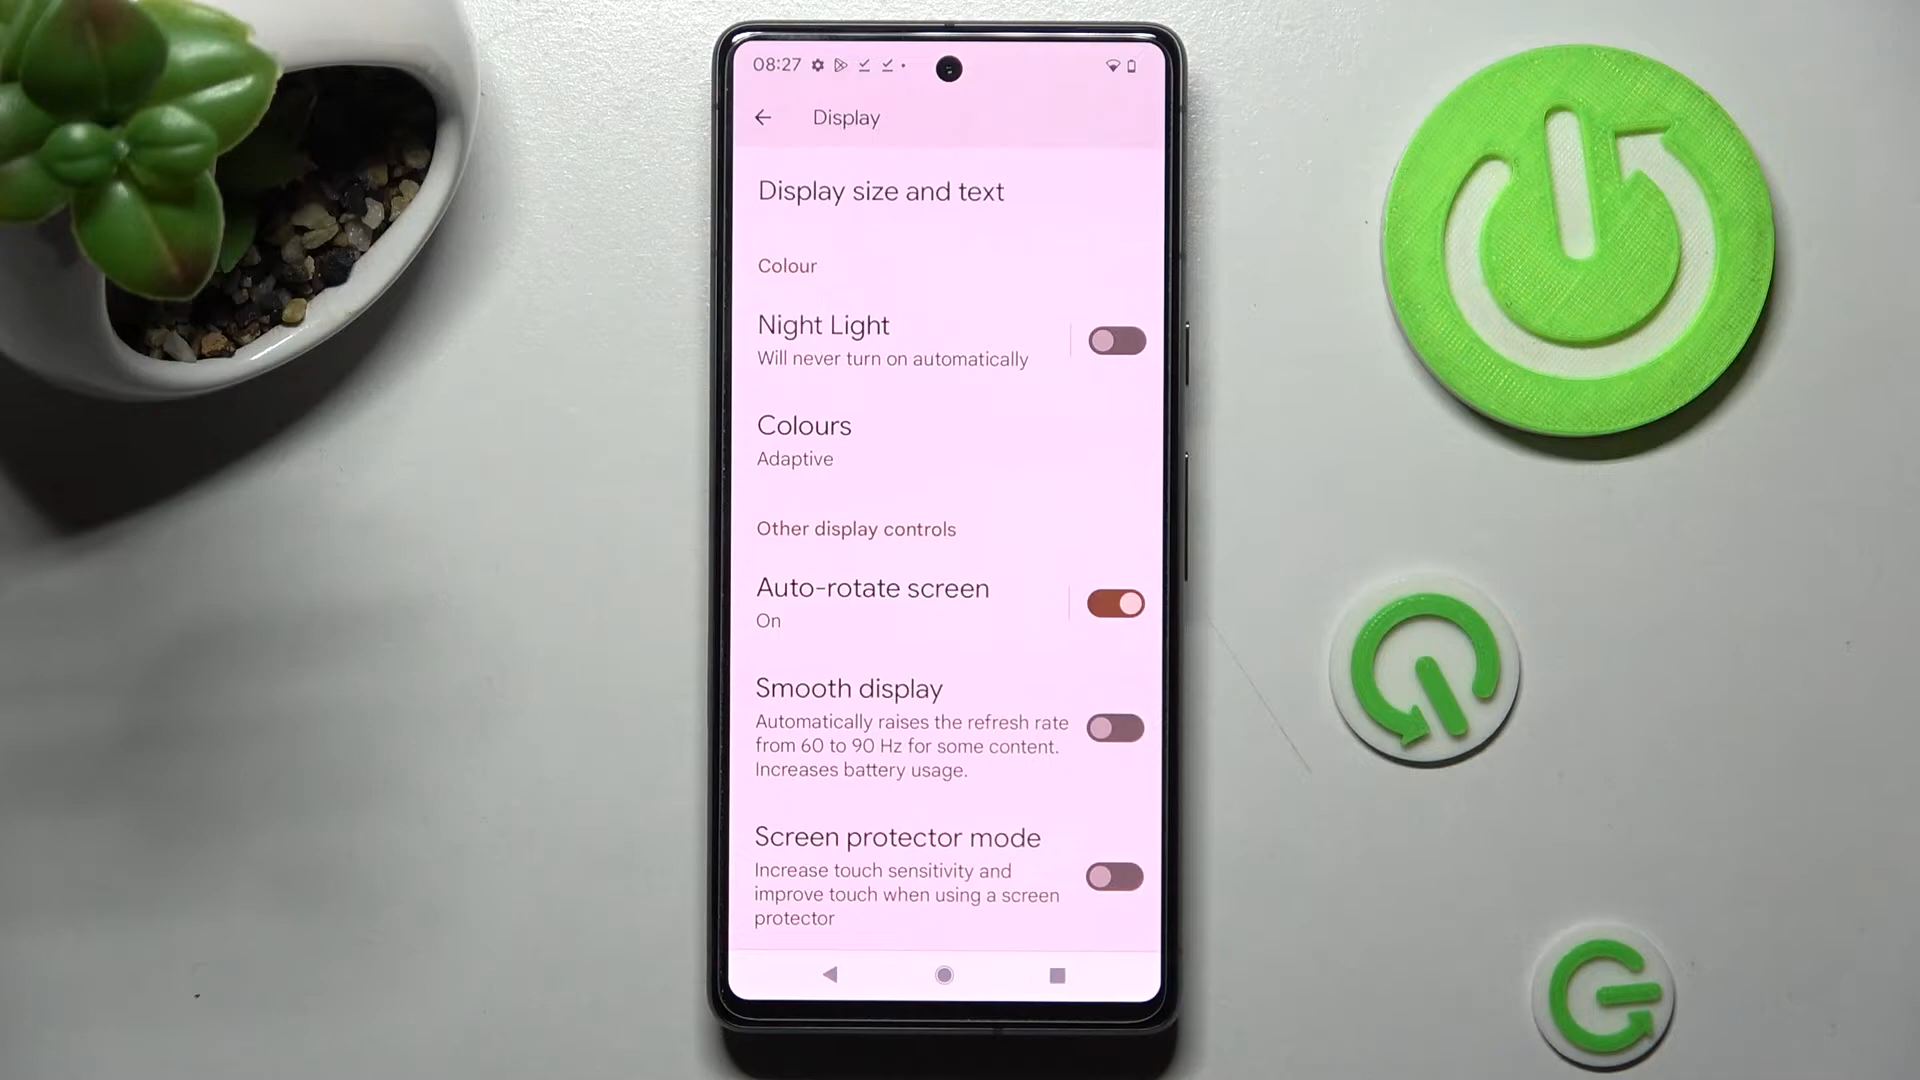 08:27
Display
Display size and text
Colour
Night Light
Will never turn on automatically
Colours
Adaptive
Other display controls
Auto-rotate screen
On
Smooth display
Automatically raises the refresh rate
from 60 to 90 Hz for some content.
Increases battery usage.
Screen protector mode
Increase touch sensitivity and
improve touch when using a screen
protector